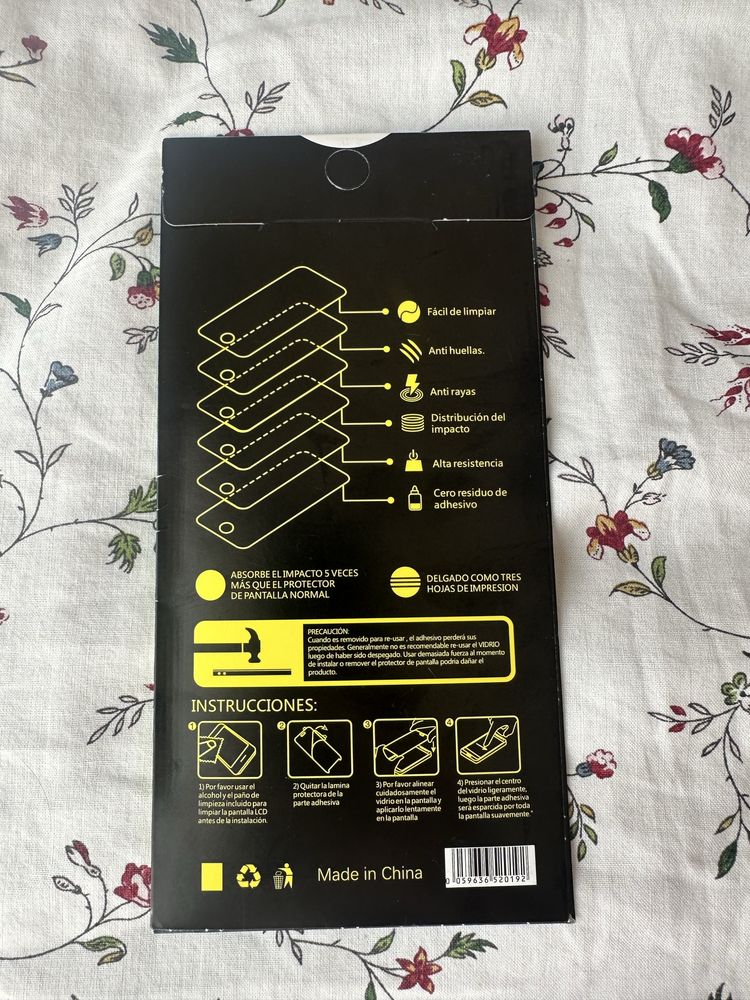 Fácil de limpiar
Anti huellas.
Anti rayas
Distribución del
impacto
Alta resistencia
Cero residuo de
adhesivo
ABSORBE EL IMPACTO 5 VECES
MÁS QUE EL PROTECTOR
DE PANTALLA NORMAL
DELGADO COMO TRES
HOJAS DE IMPRESION
PRECAUCIÓN:
Cuando es removido para re-usar , el adhesivo perderá sus
propiedades. Generalmente no es recomendable re-usar el VIDRIO
luego de haber sido despegado. Usar demasiada fuerza al momento
de instalar o remover el protector de pantalla podria dañar el
producto.
INSTRUCCIONES:
1
2
3
4
1) Por favor usar el
alcohol y el paño de
limpieza incluido para
limpiar la pantalla LCD
antes de la instalación.
2) Quitar la lamina
protectora de la
parte adhesiva
3) Por favor alinear
cuidadosamente el
vidrio en la pantalla y
aplicarlo lentamente
en la pantalla
4) Presionar el centro
del vidrio ligeramente,
luego la parte adhesiva
será esparcida por toda
la pantalla suavemente.
Made in China
0 059636 520192